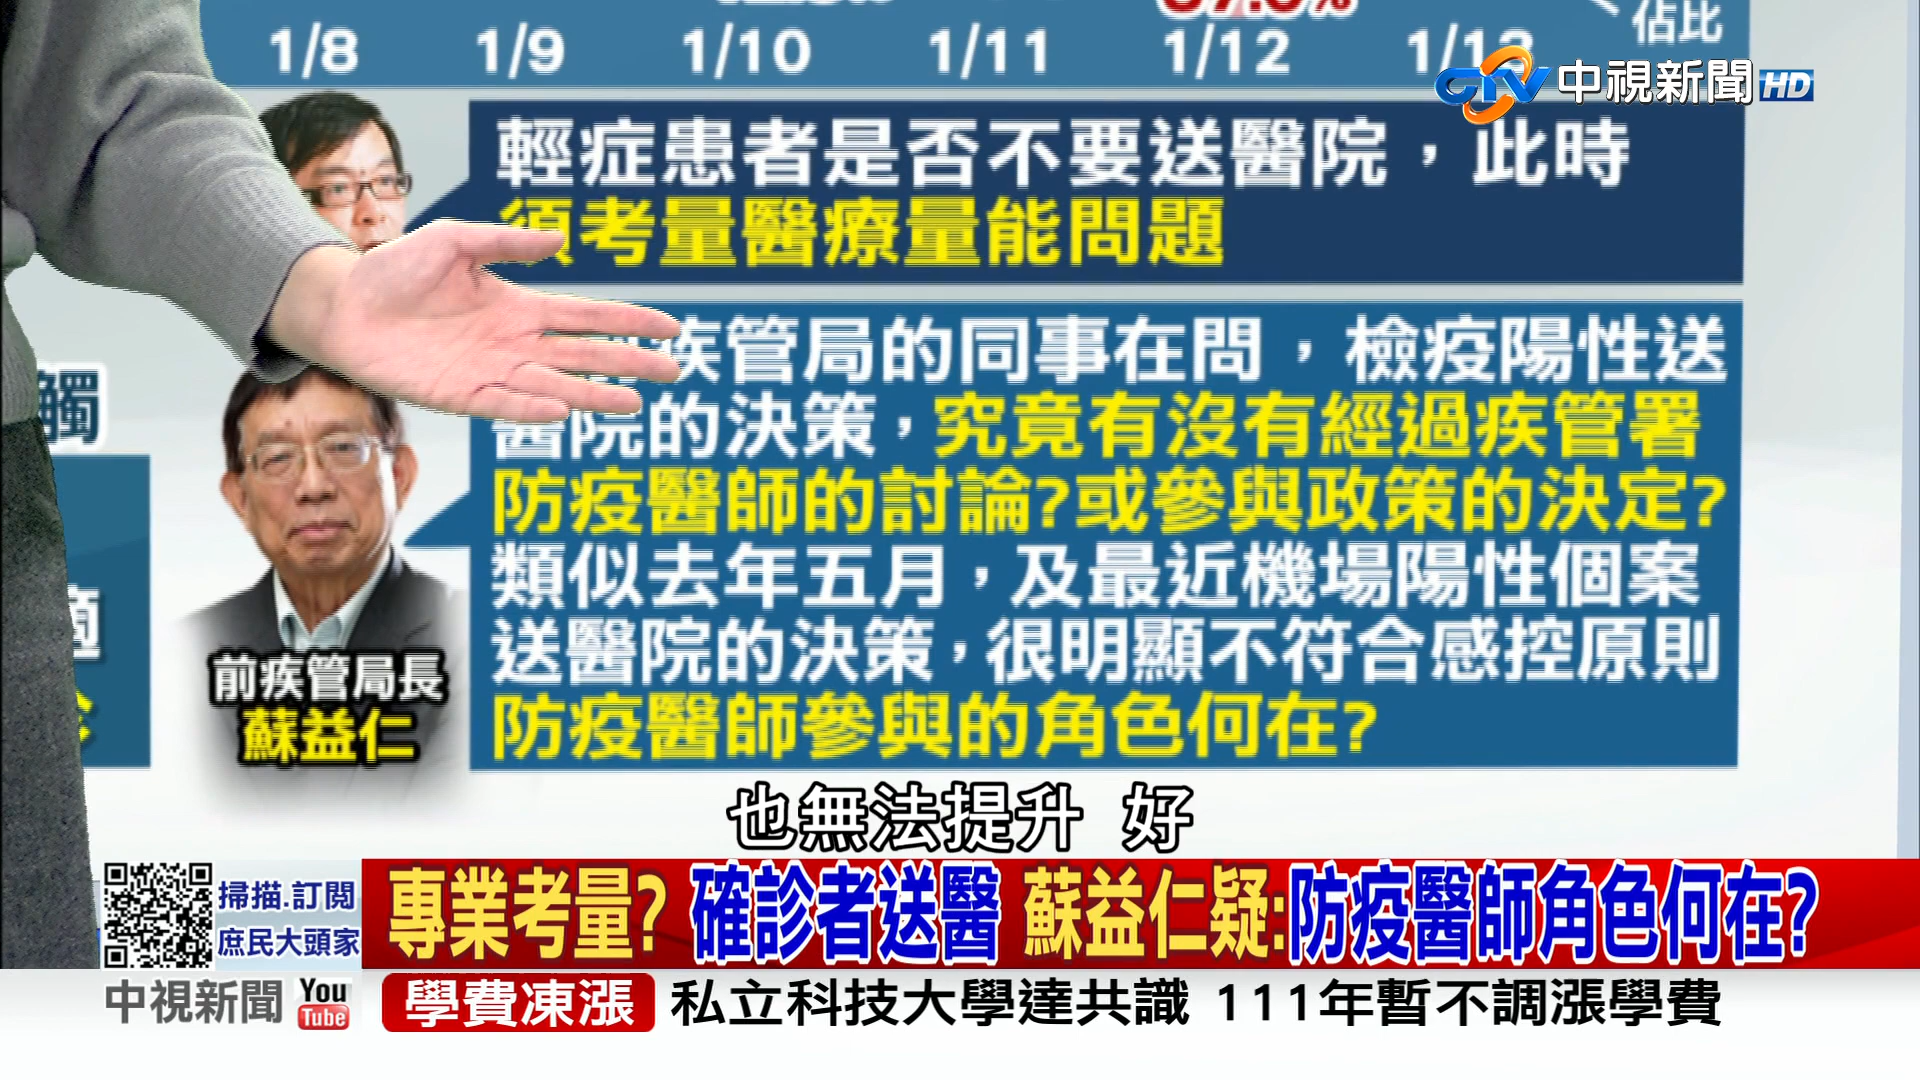 佔比
1/8 1/9 1/10 1/11 1/12
CTV 中視新聞 HD
輕症患者是否不要送醫院，此時
須考量醫療量能問題
疾管局的同事在問，檢疫陽性送
醫院的決策，究竟有沒有經過疾管署
防疫醫師的討論?或參與政策的決定?
類似去年五月，及最近機場陽性個案
送醫院的決策，很明顯不符合感控原則
防疫醫師參與的角色何在?
觸
前疾管局長
蘇益仁
也無法提升 好
掃描.訂閱
庶民大頭家
專業考量? 確診者送醫 蘇益仁疑:防疫醫師角色何在?
中視新聞 YouTube
學費凍漲 私立科技大學達共識 111年暫不調漲學費